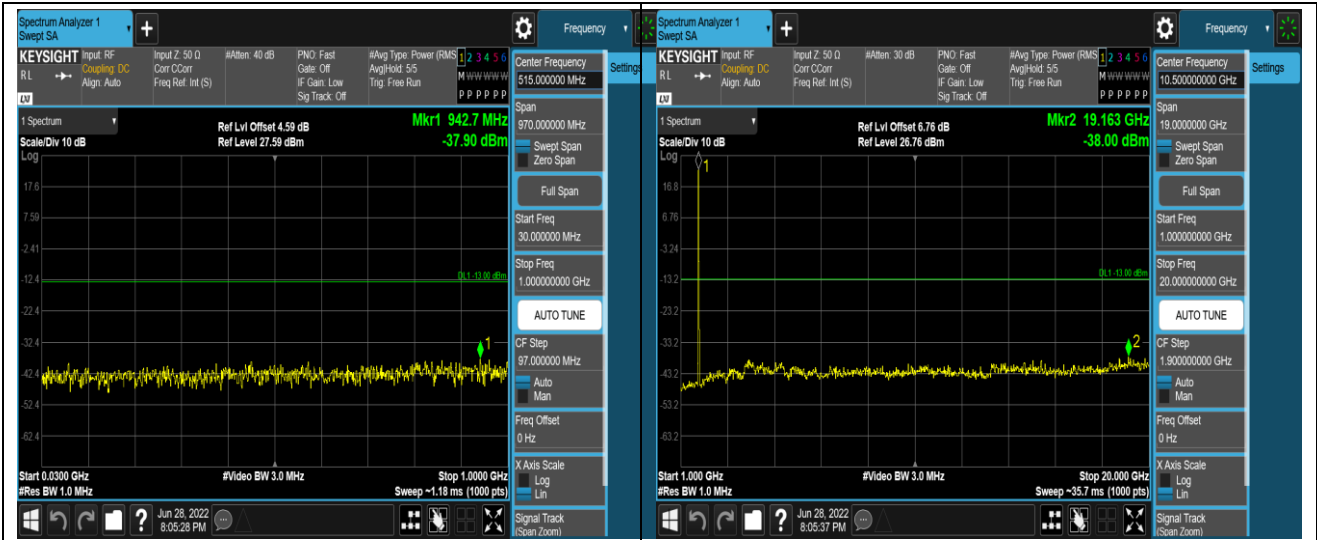 Spectrum Analyzer 1
Swept SA
+
Frequency
KEYSIGHT
RL
LXI
Input: RF
Coupling: DC
Align: Auto
Input Z: 50 Ω
Corr CCorr
Freq Ref: Int (S)
#Atten: 40 dB
PNO: Fast
Gate: Off
IF Gain: Low
Sig Track: Off
#Avg Type: Power (RMS
Avg|Hold: 5/5
Trig: Free Run
1 2 3 4 5 6
M W W W W W
P P P P P P
1 Spectrum
Scale/Div 10 dB
Log
Ref Lvl Offset 4.59 dB
Ref Level 27.59 dBm
Mkr1 942.7 MHz
-37.90 dBm
17.6
7.59
-2.41
-12.4
-22.4
-32.4
-42.4
-52.4
-62.4
DL1 -13.00 dBm
1
Start 0.0300 GHz
#Res BW 1.0 MHz
#Video BW 3.0 MHz
Stop 1.0000 GHz
Sweep ~1.18 ms (1000 pts)
Center Frequency
515.000000 MHz
Span
970.000000 MHz
Swept Span
Zero Span
Full Span
Start Freq
30.000000 MHz
Stop Freq
1.000000000 GHz
AUTO TUNE
CF Step
97.000000 MHz
Auto
Man
Freq Offset
0 Hz
X Axis Scale
Log
Lin
Signal Track
(Span Zoom)
Settings
?
Jun 28, 2022
8:05:28 PM
Spectrum Analyzer 1
Swept SA
+
Frequency
KEYSIGHT
RL
LXI
Input: RF
Coupling: DC
Align: Auto
Input Z: 50 Ω
Corr CCorr
Freq Ref: Int (S)
#Atten: 30 dB
PNO: Fast
Gate: Off
IF Gain: Low
Sig Track: Off
#Avg Type: Power (RMS
Avg|Hold: 5/5
Trig: Free Run
1 2 3 4 5 6
M W W W W W
P P P P P P
1 Spectrum
Scale/Div 10 dB
Log
Ref Lvl Offset 6.76 dB
Ref Level 26.76 dBm
Mkr2 19.163 GHz
-38.00 dBm
1
16.8
6.76
-3.24
-13.2
-23.2
-33.2
-43.2
-53.2
-63.2
DL1 -13.00 dBm
2
Start 1.000 GHz
#Res BW 1.0 MHz
#Video BW 3.0 MHz
Stop 20.000 GHz
Sweep ~35.7 ms (1000 pts)
Center Frequency
10.500000000 GHz
Span
19.0000000 GHz
Swept Span
Zero Span
Full Span
Start Freq
1.000000000 GHz
Stop Freq
20.000000000 GHz
AUTO TUNE
CF Step
1.900000000 GHz
Auto
Man
Freq Offset
0 Hz
X Axis Scale
Log
Lin
Signal Track
(Span Zoom)
Settings
?
Jun 28, 2022
8:05:37 PM